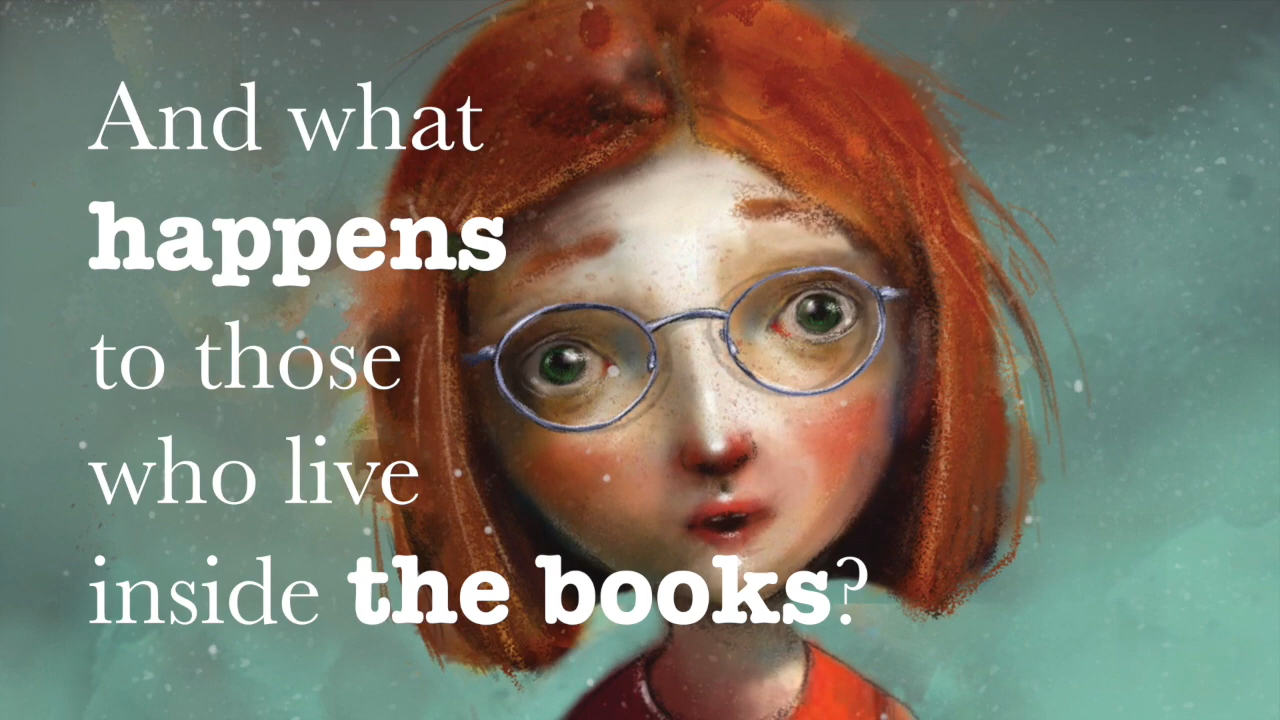 And what
happens
to those
who live
inside the books?